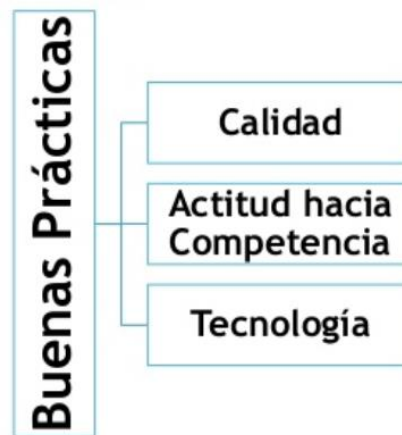 Buenas Prácticas
Calidad
Actitud hacia
Competencia
Tecnología